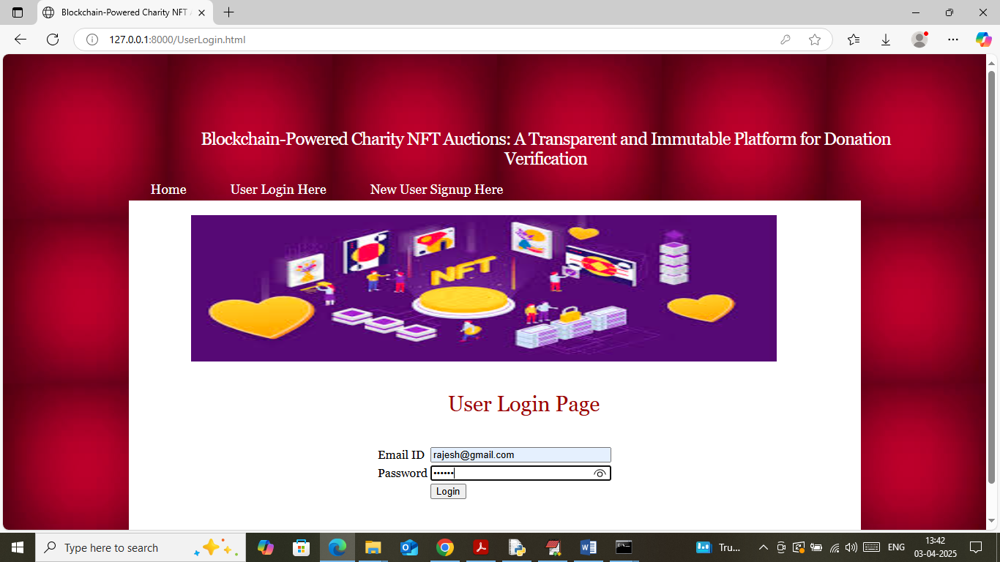 Blockchain-Powered Charity NFT
127.0.0.1:8000/UserLogin.html
Blockchain-Powered Charity NFT Auctions: A Transparent and Immutable Platform for Donation
Verification
Home User Login Here New User Signup Here
NFT
User Login Page
Email ID rajesh@gmail.com
Password ••••••
Login
Type here to search
Tru...
ENG
13:42
03-04-2025